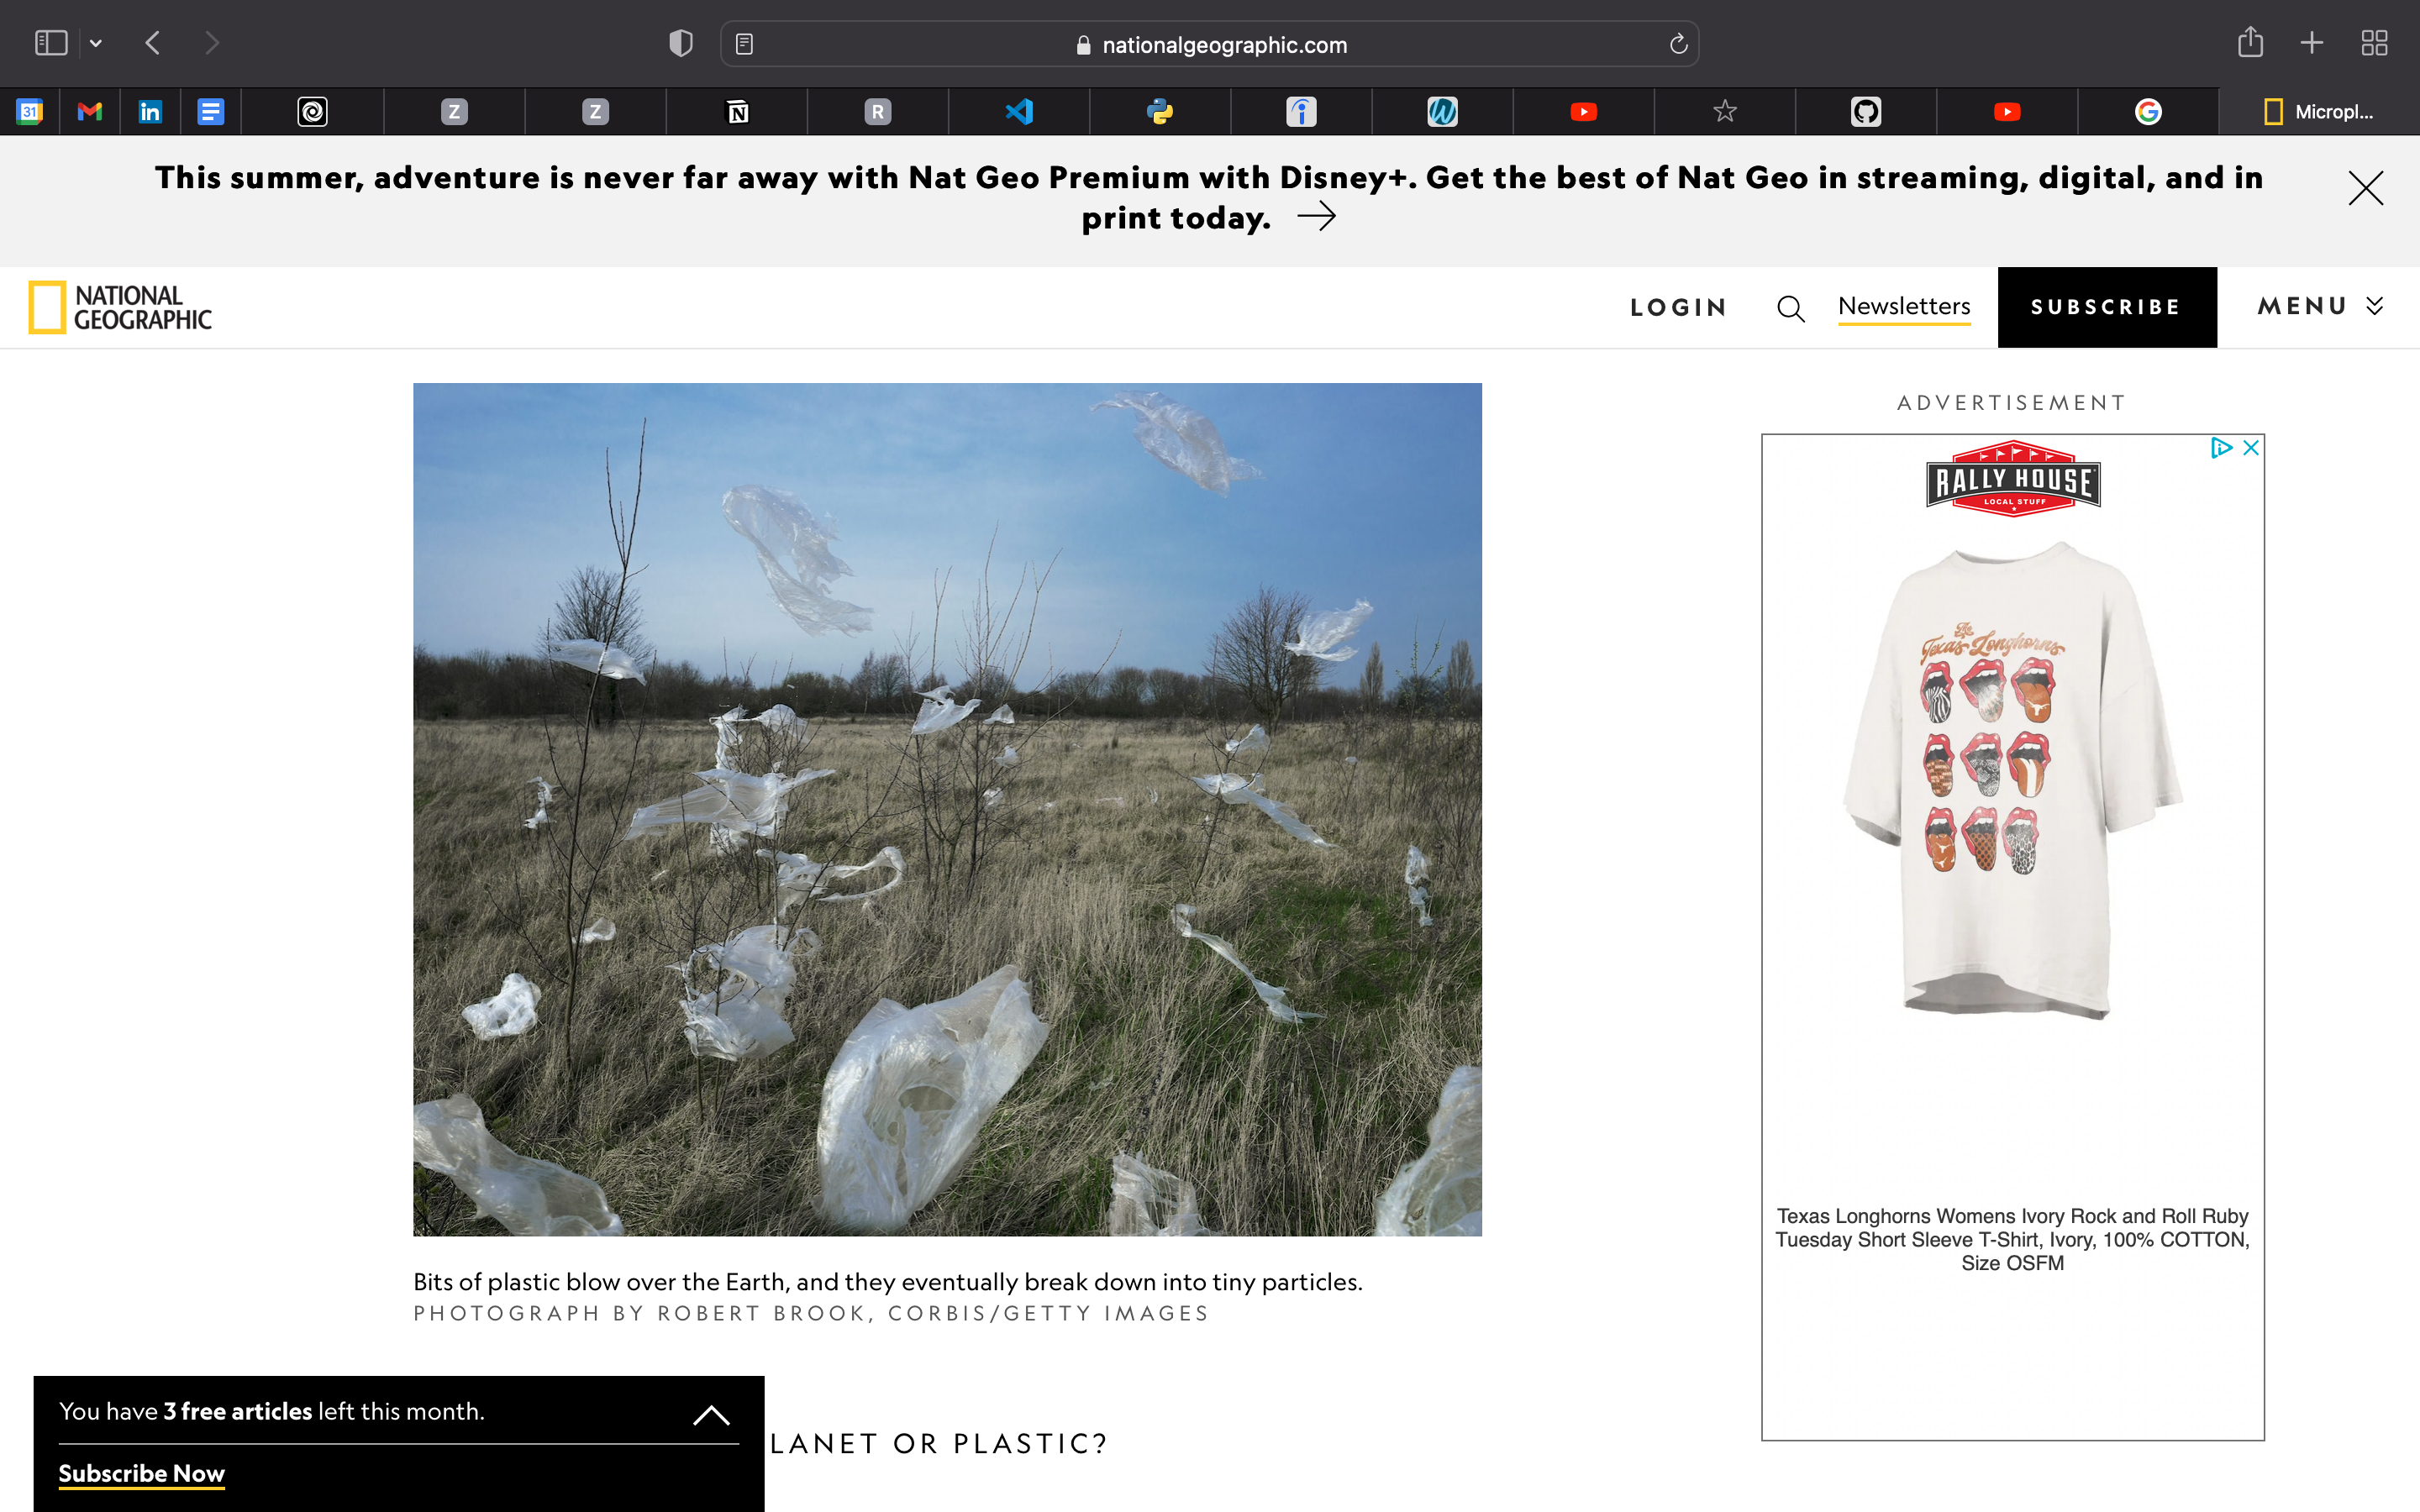 nationalgeographic.com
31
in
Z
Z
N
R
W
G
Micropl...
This summer, adventure is never far away with Nat Geo Premium with Disney+. Get the best of Nat Geo in streaming, digital, and in
print today.
NATIONAL
GEOGRAPHIC
LOGIN
Newsletters
SUBSCRIBE
MENU
ADVERTISEMENT
RALLY HOUSE
LOCAL STUFF
The
Texas Longhorns
Texas Longhorns Womens Ivory Rock and Roll Ruby
Tuesday Short Sleeve T-Shirt, Ivory, 100% COTTON,
Size OSFM
Bits of plastic blow over the Earth, and they eventually break down into tiny particles.
PHOTOGRAPH BY ROBERT BROOK, CORBIS/GETTY IMAGES
You have 3 free articles left this month.
Subscribe Now
LANET OR PLASTIC?